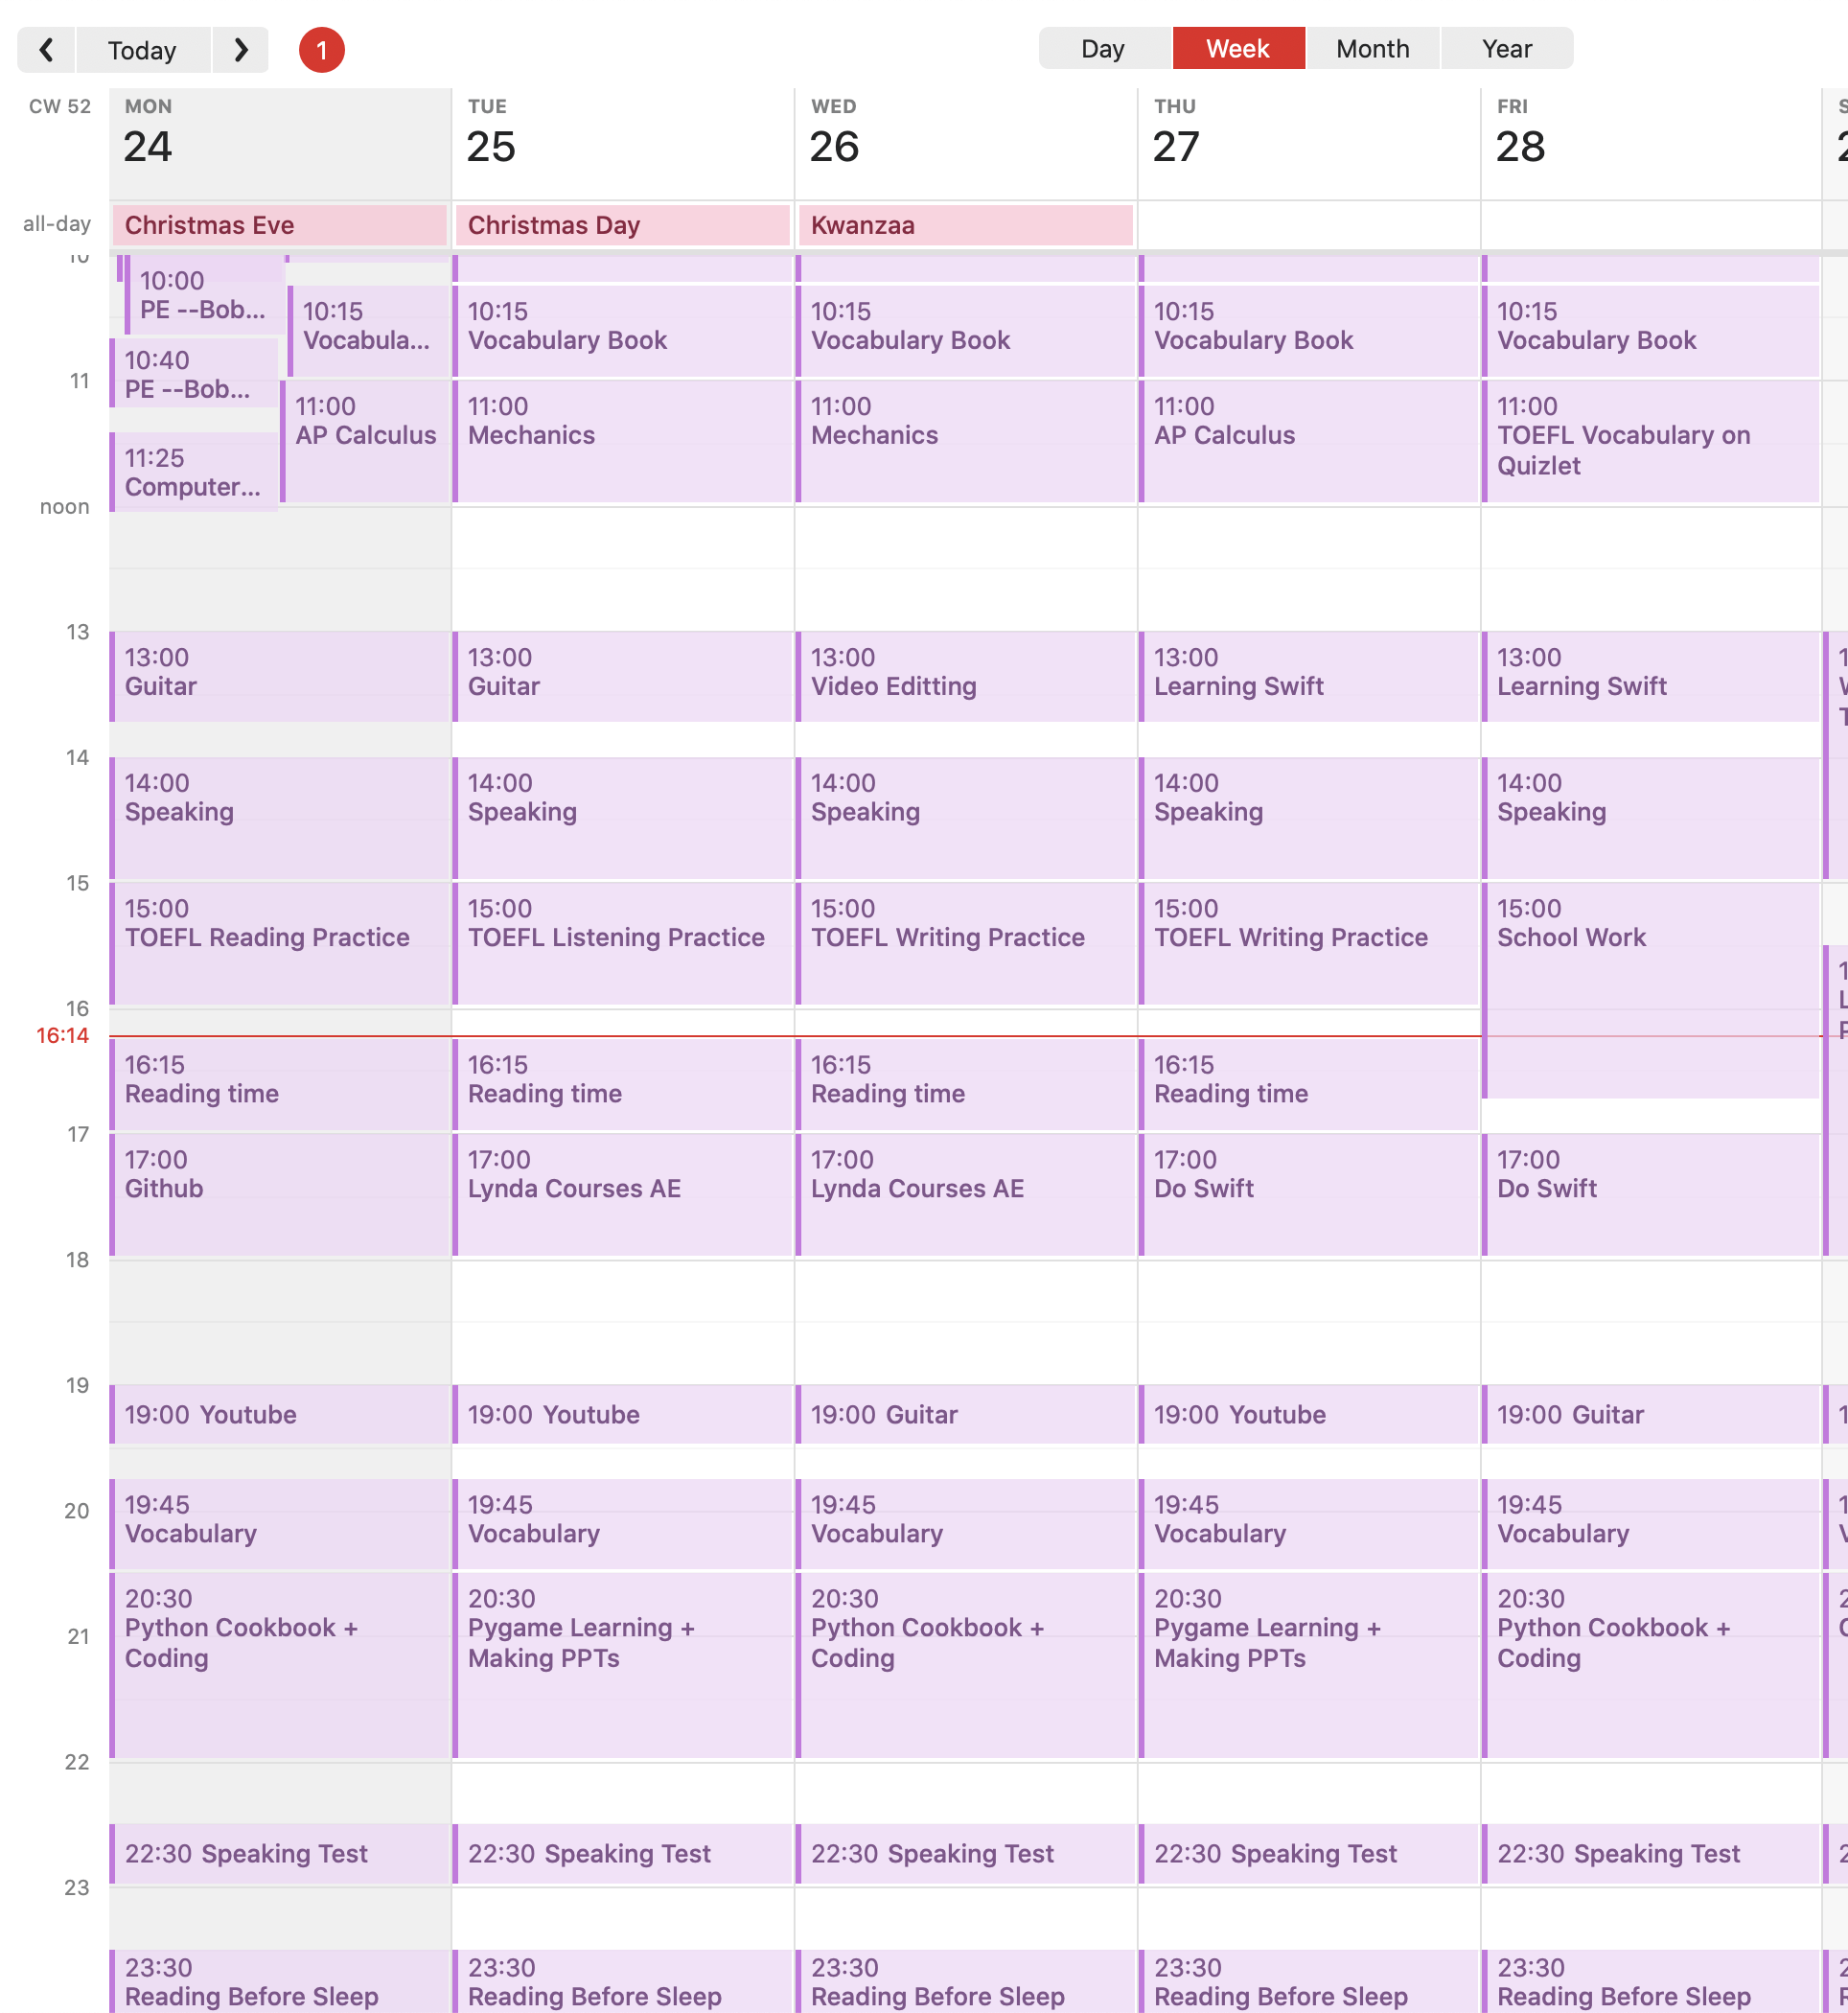 Today
1
Day
Week
Month
Year
CW 52
MON
24
TUE
25
WED
26
THU
27
FRI
28
all-day
Christmas Eve
Christmas Day
Kwanzaa
10
11
noon
13
14
15
16
16:14
17
18
19
20
21
22
23
10:00
PE --Bob...
10:15
Vocabula...
10:40
PE --Bob...
11:00
AP Calculus
11:25
Computer...
13:00
Guitar
14:00
Speaking
15:00
TOEFL Reading Practice
16:15
Reading time
17:00
Github
19:00 Youtube
19:45
Vocabulary
20:30
Python Cookbook +
Coding
22:30 Speaking Test
23:30
Reading Before Sleep
10:15
Vocabulary Book
11:00
Mechanics
13:00
Guitar
14:00
Speaking
15:00
TOEFL Listening Practice
16:15
Reading time
17:00
Lynda Courses AE
19:00 Youtube
19:45
Vocabulary
20:30
Pygame Learning +
Making PPTs
22:30 Speaking Test
23:30
Reading Before Sleep
10:15
Vocabulary Book
11:00
Mechanics
13:00
Video Editting
14:00
Speaking
15:00
TOEFL Writing Practice
16:15
Reading time
17:00
Lynda Courses AE
19:00 Guitar
19:45
Vocabulary
20:30
Python Cookbook +
Coding
22:30 Speaking Test
23:30
Reading Before Sleep
10:15
Vocabulary Book
11:00
AP Calculus
13:00
Learning Swift
14:00
Speaking
15:00
TOEFL Writing Practice
16:15
Reading time
17:00
Do Swift
19:00 Youtube
19:45
Vocabulary
20:30
Pygame Learning +
Making PPTs
22:30 Speaking Test
23:30
Reading Before Sleep
10:15
Vocabulary Book
11:00
TOEFL Vocabulary on
Quizlet
13:00
Learning Swift
14:00
Speaking
15:00
School Work
17:00
Do Swift
19:00 Guitar
19:45
Vocabulary
20:30
Python Cookbook +
Coding
22:30 Speaking Test
23:30
Reading Before Sleep